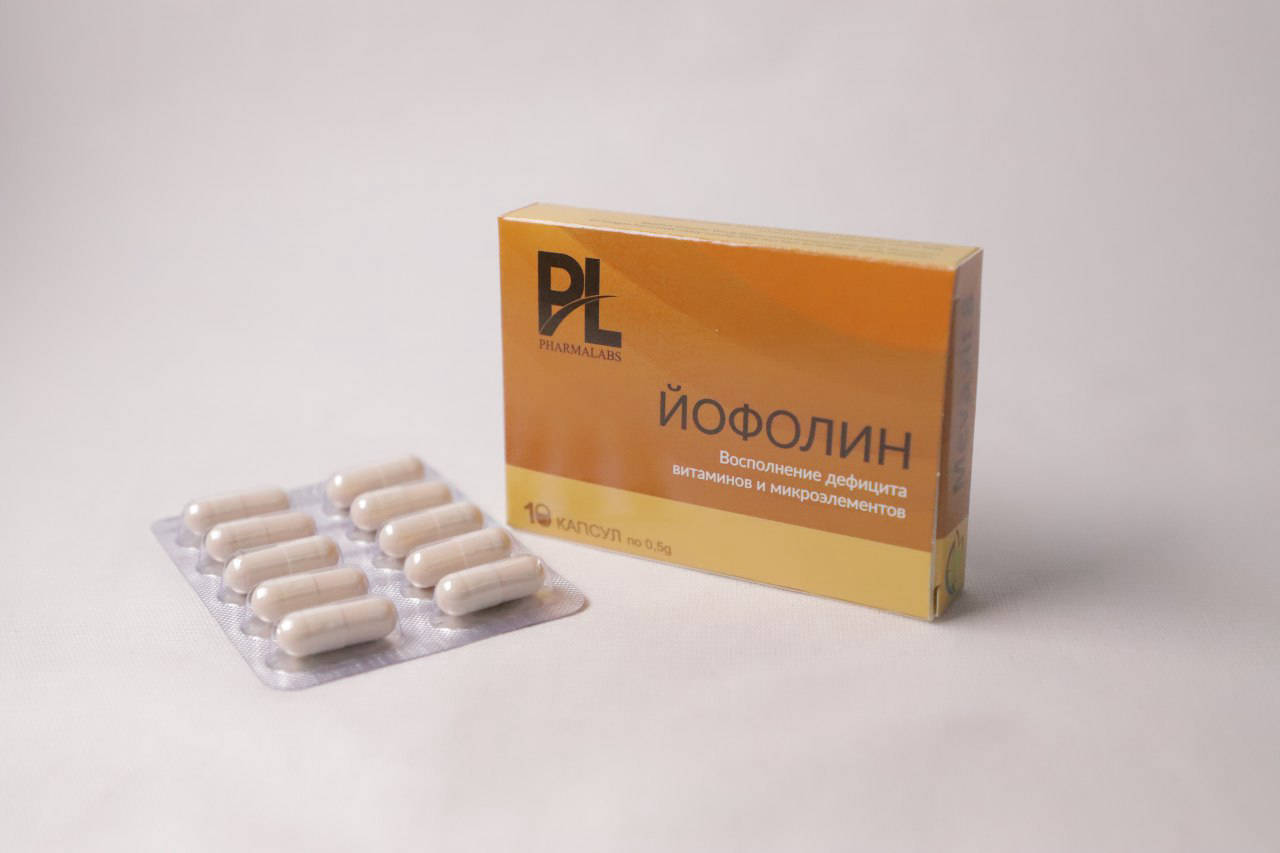 PL
PHARMALABS
ЙОФОЛИН
Восполнение дефицита
витаминов и микроэлементов
10 КАПСУЛ по 0,5g